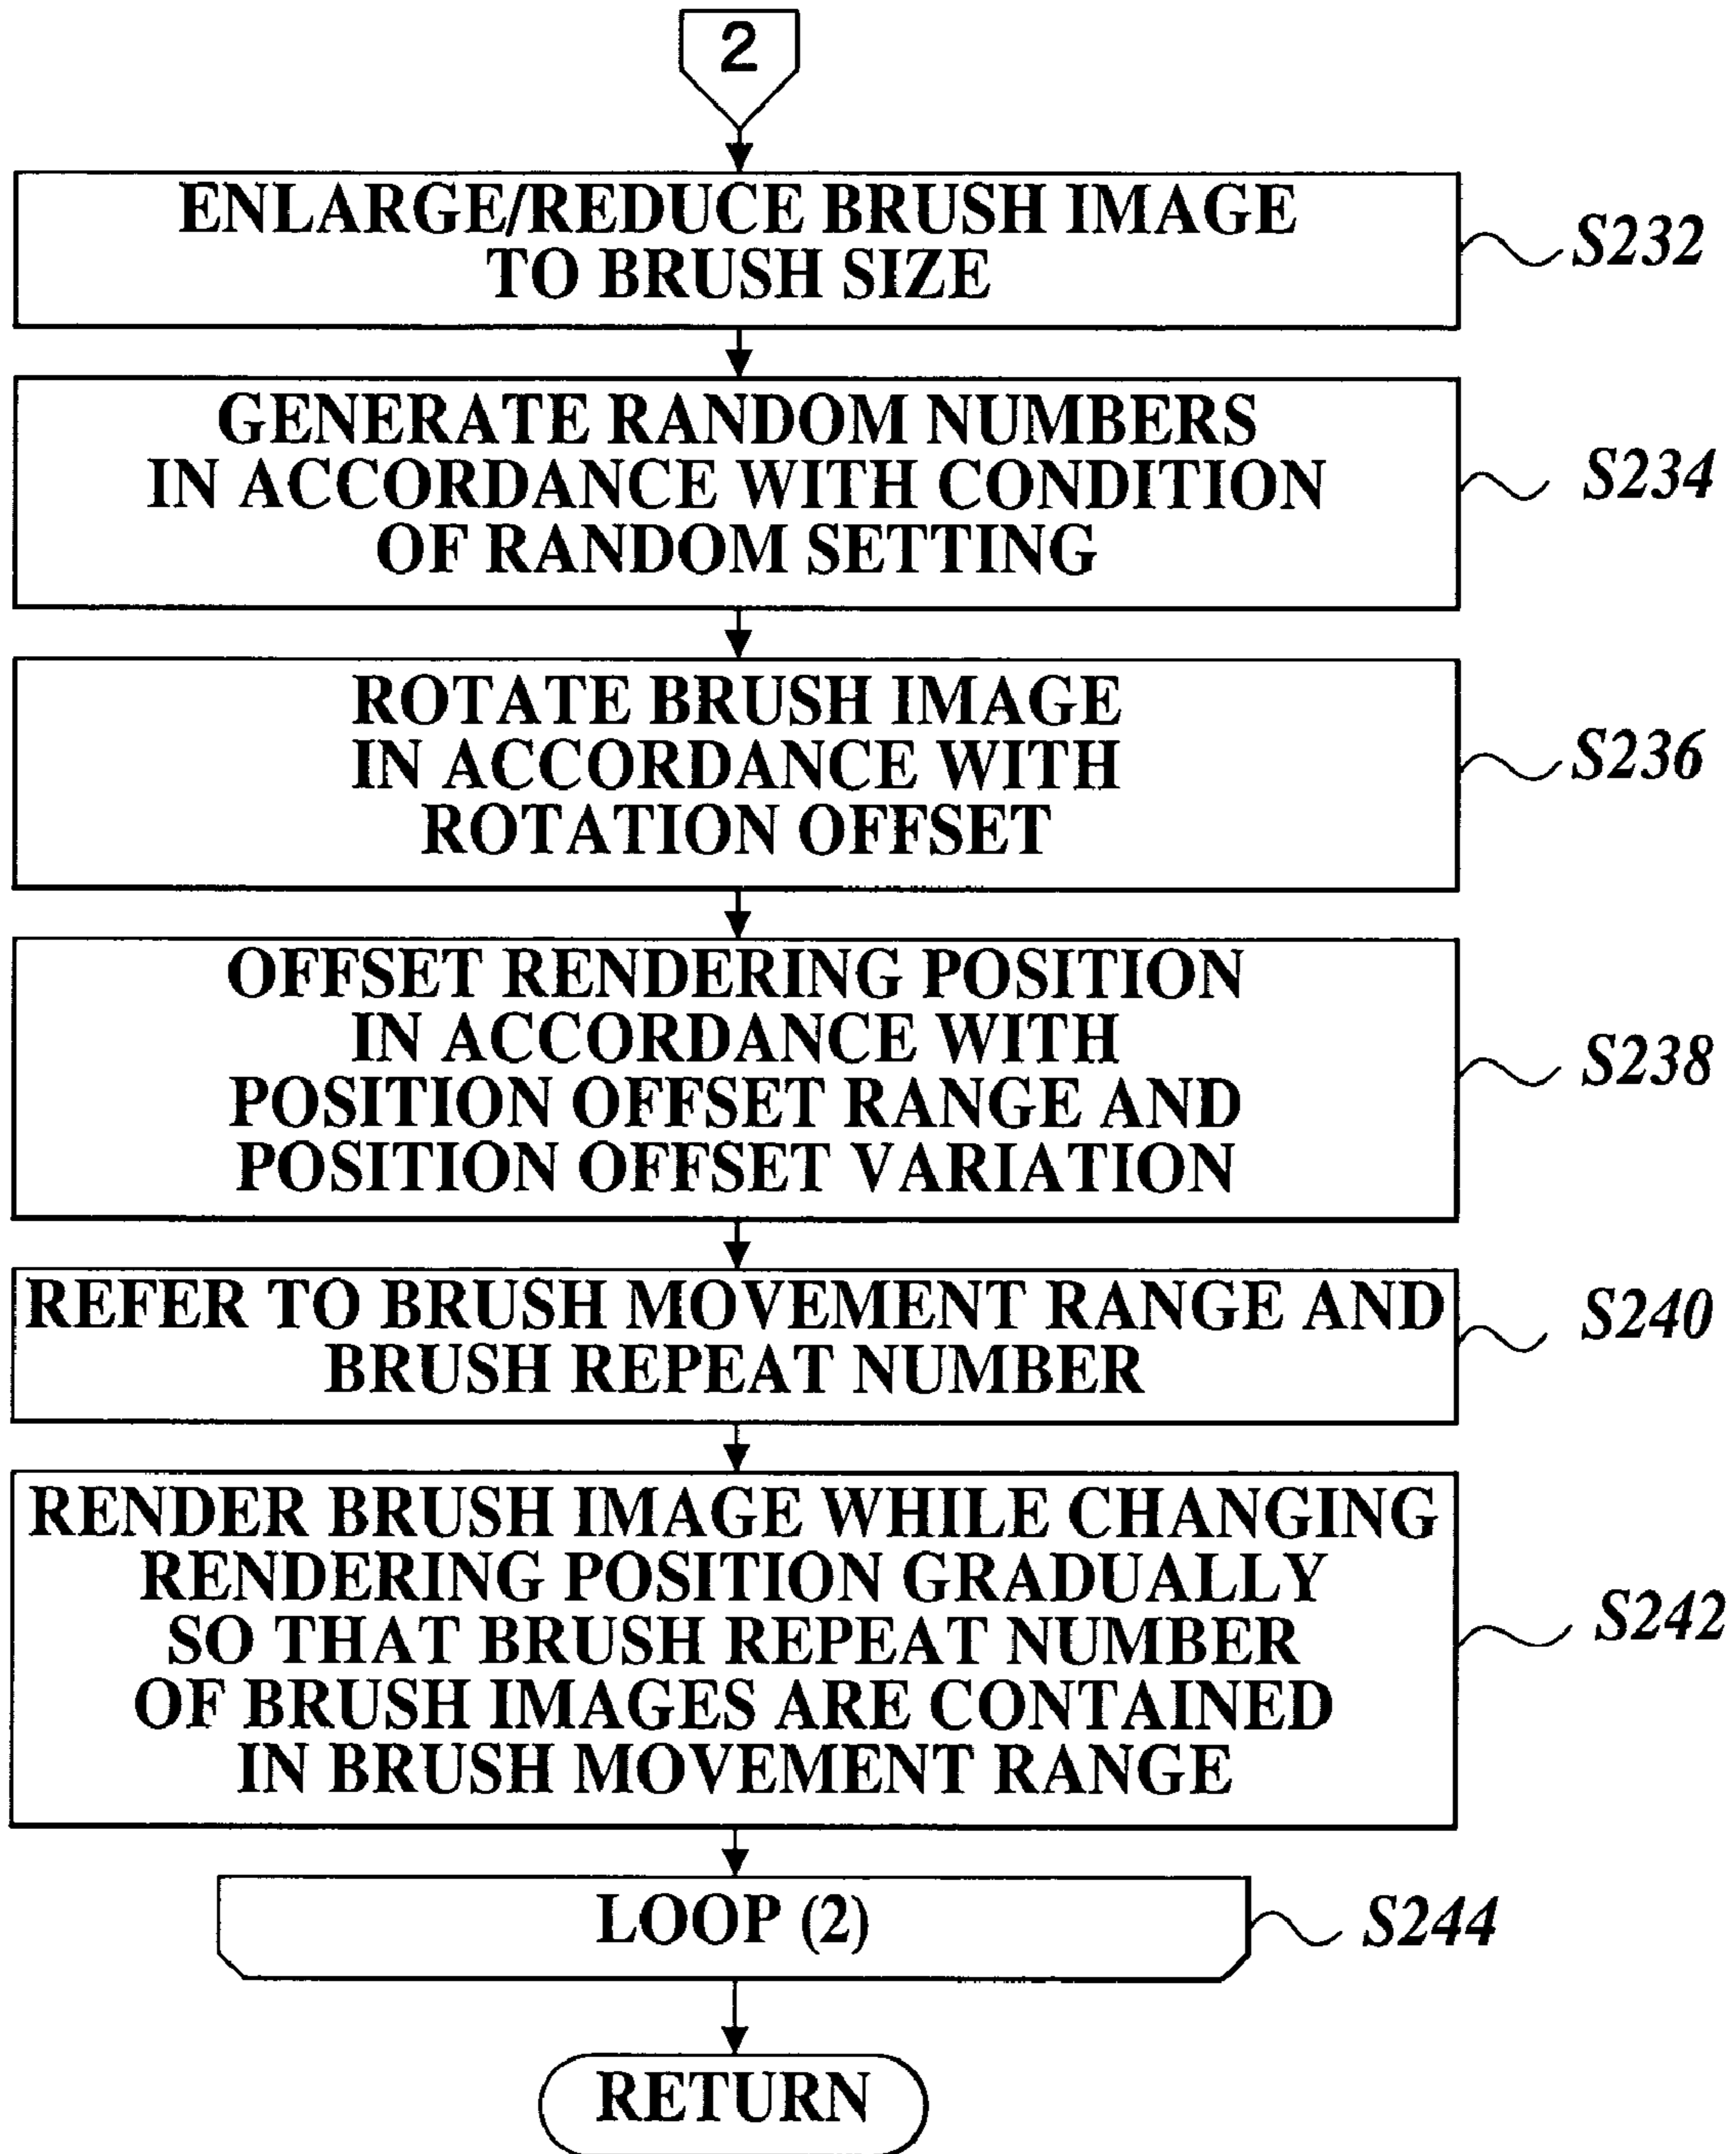 2
ENLARGE/REDUCE BRUSH IMAGE
TO BRUSH SIZE
S232
GENERATE RANDOM NUMBERS
IN ACCORDANCE WITH CONDITION
OF RANDOM SETTING
S234
ROTATE BRUSH IMAGE
IN ACCORDANCE WITH
ROTATION OFFSET
S236
OFFSET RENDERING POSITION
IN ACCORDANCE WITH
POSITION OFFSET RANGE AND
POSITION OFFSET VARIATION
S238
REFER TO BRUSH MOVEMENT RANGE AND
BRUSH REPEAT NUMBER
S240
RENDER BRUSH IMAGE WHILE CHANGING
RENDERING POSITION GRADUALLY
SO THAT BRUSH REPEAT NUMBER
OF BRUSH IMAGES ARE CONTAINED
IN BRUSH MOVEMENT RANGE
S242
LOOP (2)
S244
RETURN